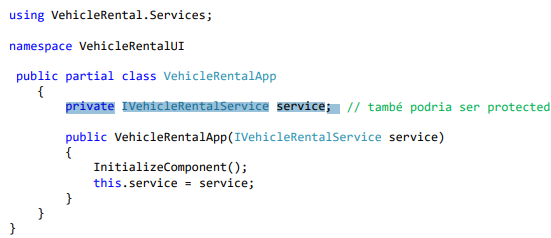 using VehicleRental.Services;
namespace VehicleRentalUI
public partial class VehicleRentalApp
{
private IVehicleRentalService service; // també podria ser protected
public VehicleRentalApp(IVehicleRentalService service)
{
InitializeComponent();
this.service = service;
}
}
}